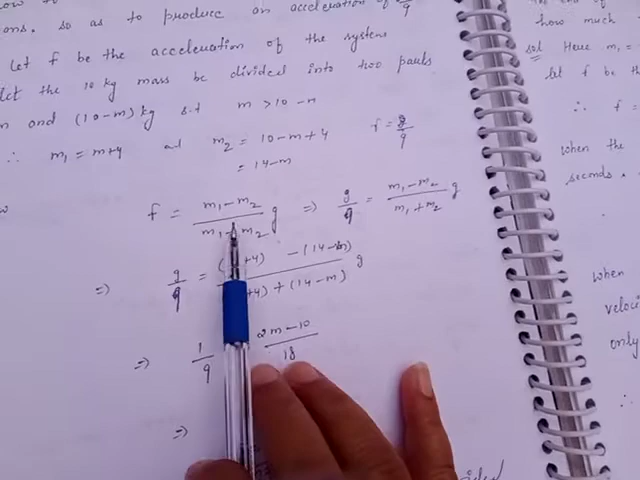 so as to produce an acceleration of g/9
let f be the acceleration of the system
let the 10 kg mass be divided into two parts
m and (10-m) kg s.t m > 10-m
∴ m₁ = m+4 and m₂ = 10-m+4 f = g/9
= 14-m
f = (m₁-m₂)/(m₁+m₂) g ⇒ g/9 = (m₁-m₂)/(m₁+m₂) g
⇒ g/9 = +4) -(14-m) / +4) + (14-m) g
⇒ 1/9 2m-10/18
⇒
how much
sol Here m₁ =
let f be th
∴ f =
when the
seconds.
when
veloci
only
∴